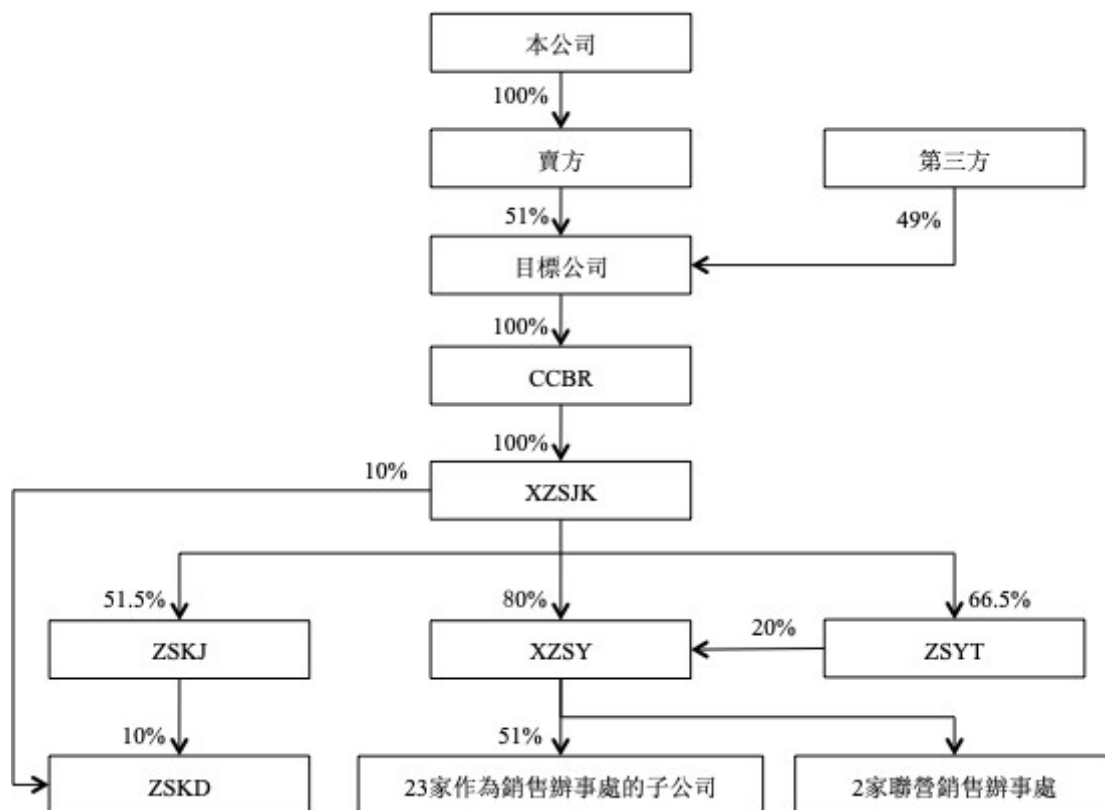 本公司
100%
賣方
第三方
51%
49%
目標公司
100%
CCBR
100%
10%
XZSJK
51.5%
80%
66.5%
20%
ZSKJ
XZSY
ZSYT
10%
51%
ZSKD
23家作為銷售辦事處的子公司
2家聯營銷售辦事處